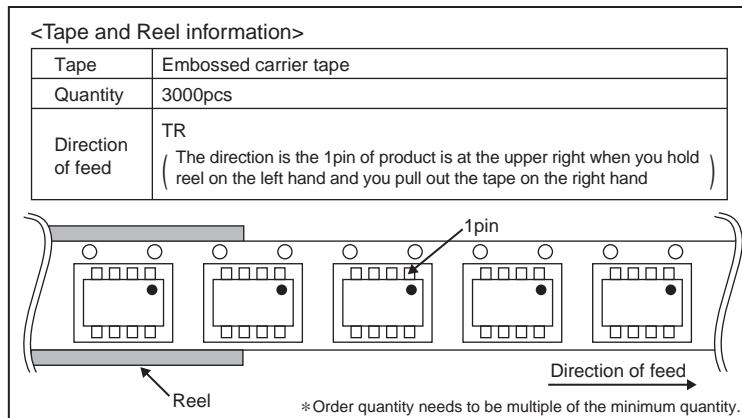 <Tape and Reel information>
Tape Embossed carrier tape
Quantity 3000pcs
Direction of feed
TR
( The direction is the 1pin of product is at the upper right when you hold
reel on the left hand and you pull out the tape on the right hand )
1pin
Direction of feed
Reel
∗Order quantity needs to be multiple of the minimum quantity.